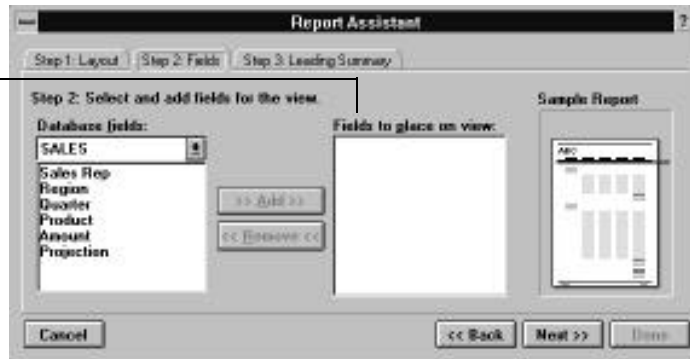 Report Assistant ?
Step 1: Layout Step 2: Fields Step 3: Leading Summary
Step 2: Select and add fields for the view. Sample Report
Database fields: Fields to place on view:
SALES
Sales Rep
Region
Quarter
Product
Amount
Projection
>> Add >>
<< Remove <<
ABC
Cancel << Back Next >> Done